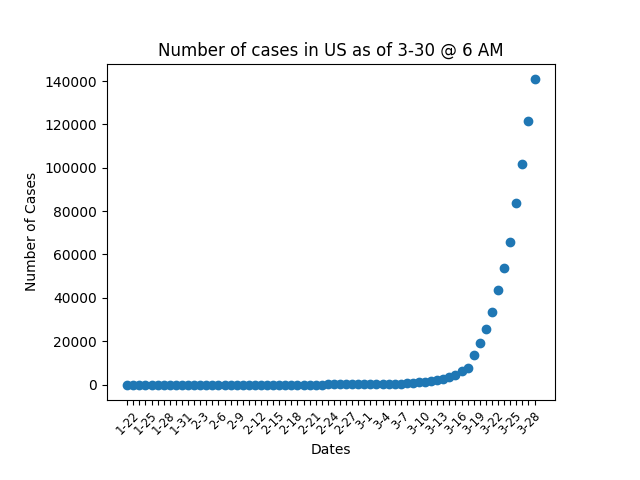 Number of cases in US as of 3-30 @ 6 AM
140000
120000
100000
80000
60000
40000
20000
0
Number of Cases
1-22 1-25 1-28 1-31 2-3 2-6 2-9 2-12 2-15 2-18 2-21 2-24 2-27 3-1 3-4 3-7 3-10 3-13 3-16 3-19 3-22 3-25 3-28
Dates